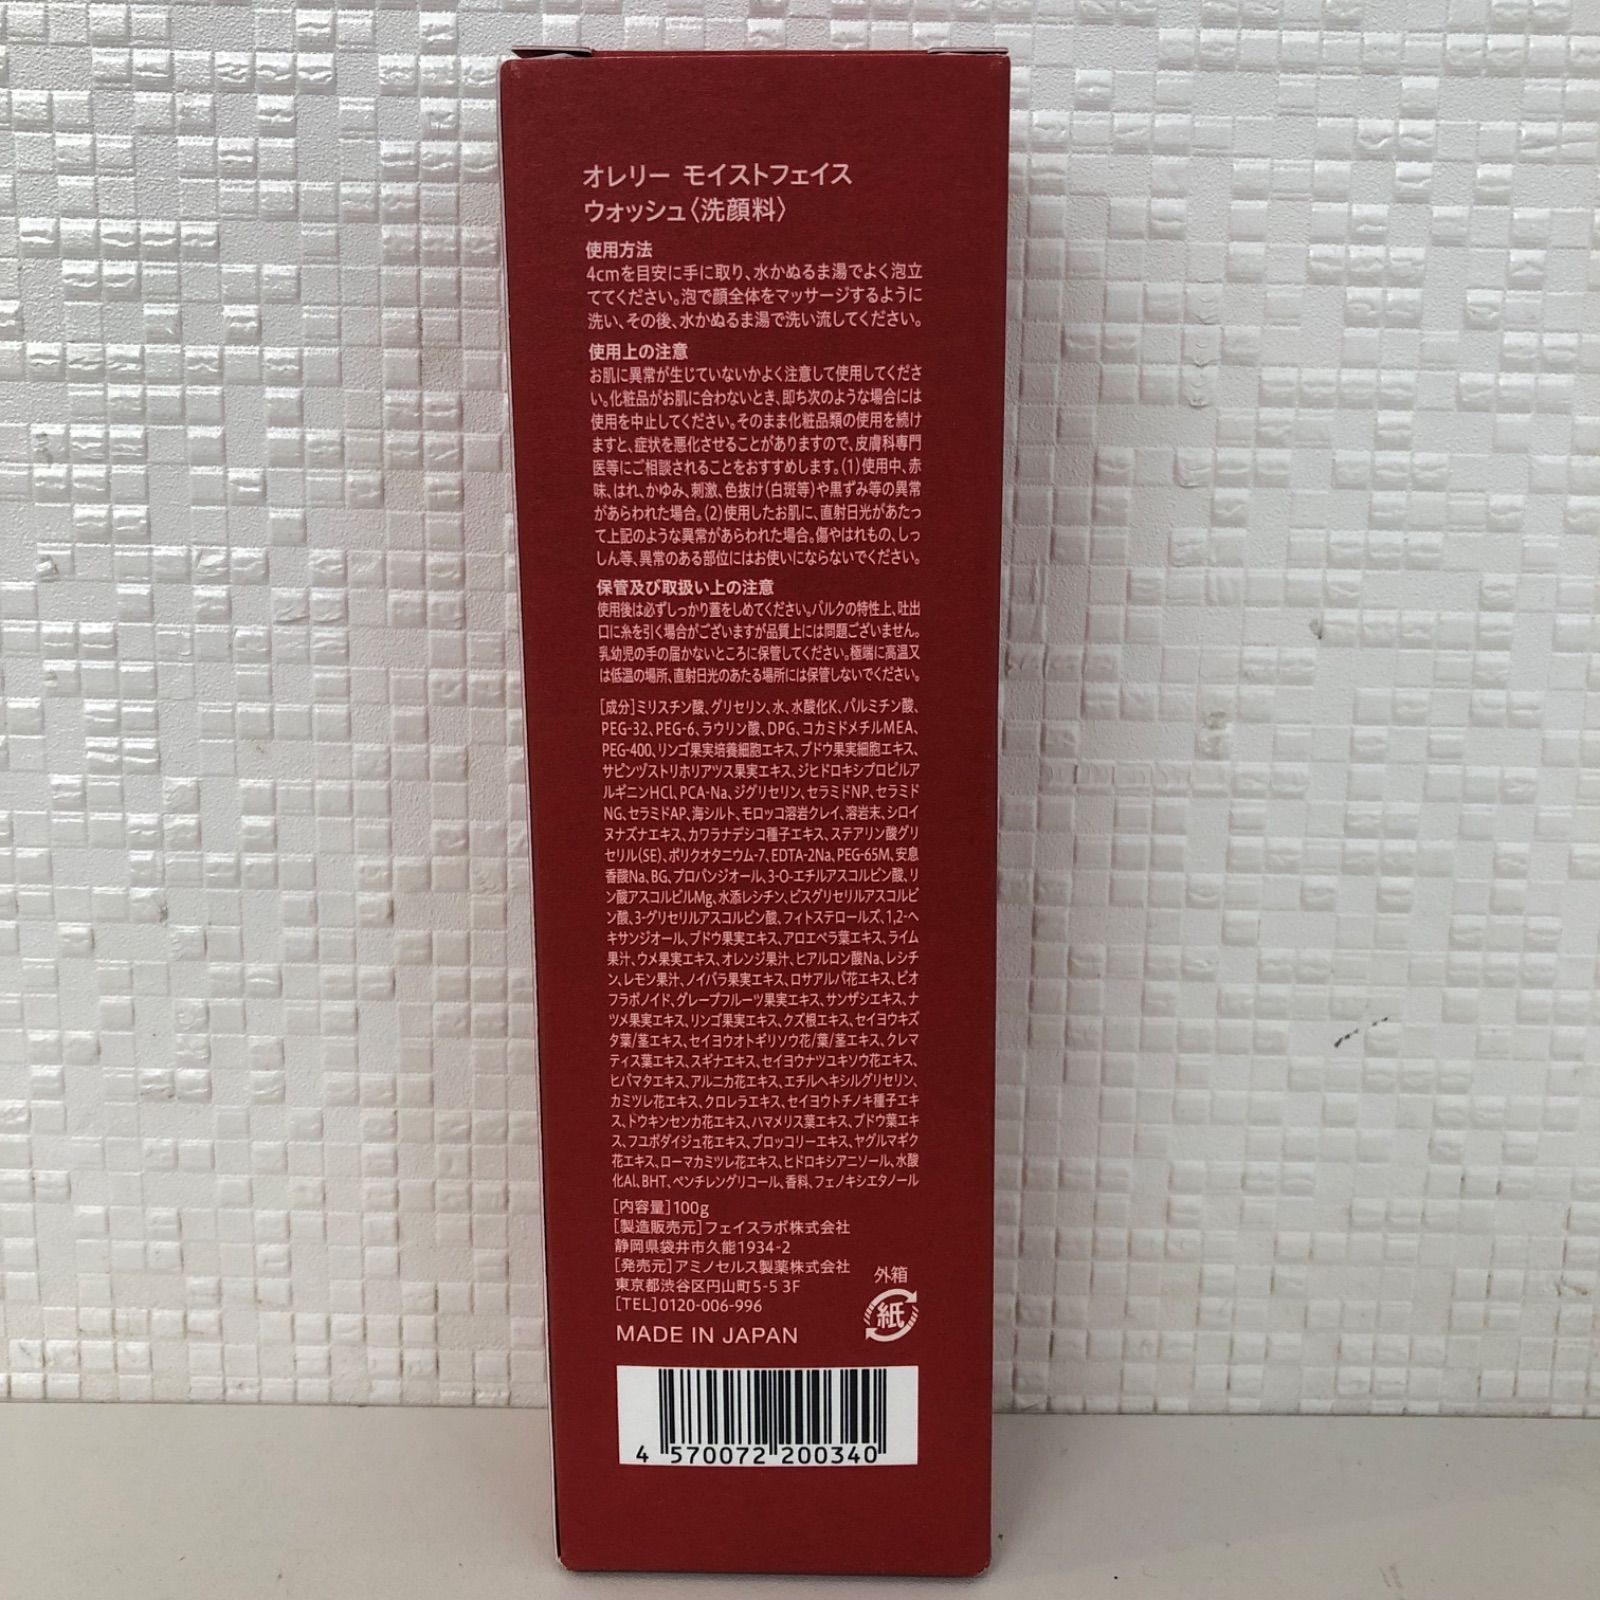 オレリー モイストフェイス
ウォッシュ〈洗顔料〉
使用方法
4cmを目安に手に取り、水かぬるま湯でよく泡立
ててください。泡で顔全体をマッサージするように
洗い、その後、水かぬるま湯で洗い流してください。
使用上の注意
お肌に異常が生じていないかよく注意して使用してくださ
い。化粧品がお肌に合わないとき、即ち次のような場合には
使用を中止してください。そのまま化粧品類の使用を続け
ますと、症状を悪化させることがありますので、皮膚科専門
医等にご相談されることをおすすめします。(1)使用中、赤
味、はれ、かゆみ、刺激、色抜け(白斑等)や黒ずみ等の異常
があらわれた場合。(2)使用したお肌に、直射日光があたっ
て上記のような異常があらわれた場合。傷やはれもの、しっ
しん等、異常のある部位にはお使いにならないでください。
保管及び取扱い上の注意
使用後は必ずしっかり蓋をしめてください。バルクの特性上、吐出
口に糸を引く場合がございますが品質上には問題ございません。
乳幼児の手の届かないところに保管してください。極端に高温又
は低温の場所、直射日光のあたる場所には保管しないでください。
[成分]ミリスチン酸、グリセリン、水、水酸化K、パルミチン酸、
PEG-32、PEG-6、ラウリン酸、DPG、コカミドメチルMEA、
PEG-400、リンゴ果実培養細胞エキス、ブドウ果実細胞エキス、
サピンヅストリホリアツス果実エキス、ジヒドロキシプロピルア
ルギニンHCl、PCA-Na、ジグリセリン、セラミドNP、セラミド
NG、セラミドAP、海シルト、モロッコ溶岩クレイ、溶岩末、シロイ
ヌナズナエキス、カワラナデシコ種子エキス、ステアリン酸グリ
セリル(SE)、ポリクオタニウム-7、EDTA-2Na、PEG-65M、安息
香酸Na、BG、プロパンジオール、3-O-エチルアスコルビン酸、リ
ン酸アスコルビルMg、水添レシチン、ビスグリセリルアスコルビ
ン酸、3-グリセリルアスコルビン酸、フィトステロールズ、1,2-ヘ
キサンジオール、ブドウ果実エキス、アロエベラ葉エキス、ライム
果汁、ウメ果実エキス、オレンジ果汁、ヒアルロン酸Na、レシチ
ン、レモン果汁、ノイバラ果実エキス、ロサアルバ花エキス、ビオ
フラボノイド、グレープフルーツ果実エキス、サンザシエキス、ナ
ツメ果実エキス、リンゴ果実エキス、クズ根エキス、セイヨウキズ
タ葉/茎エキス、セイヨウオトギリソウ花/葉/茎エキス、クレマ
ティス葉エキス、スギナエキス、セイヨウナツユキソウ花エキス、
ヒバマタエキス、アルニカ花エキス、エチルヘキシルグリセリン、
カミツレ花エキス、クロレラエキス、セイヨウトチノキ種子エキ
ス、トウキンセンカ花エキス、ハマメリス葉エキス、ブドウ葉エキ
ス、フユボダイジュ花エキス、ブロッコリーエキス、ヤグルマギク
花エキス、ローマカミツレ花エキス、ヒドロキシアニソール、水酸
化Al、BHT、ペンチレングリコール、香料、フェノキシエタノール
[内容量]100g
[製造販売元]フェイスラボ株式会社
静岡県袋井市久能1934-2
[発売元]アミノセルス製薬株式会社
東京都渋谷区円山町5-5 3F
[TEL]0120-006-996
外箱
紙
MADE IN JAPAN
4 570072 200340